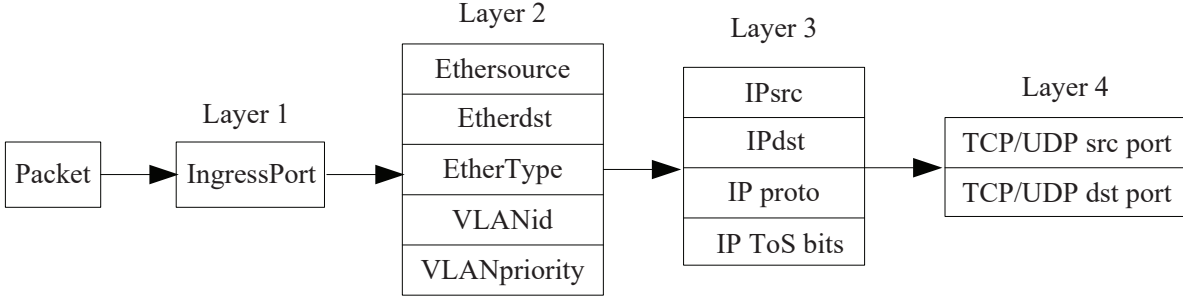 Packet
Layer 1
IngressPort
Layer 2
Ethersource
Etherdst
EtherType
VLANid
VLANpriority
Layer 3
IPsrc
IPdst
IP proto
IP ToS bits
Layer 4
TCP/UDP src port
TCP/UDP dst port